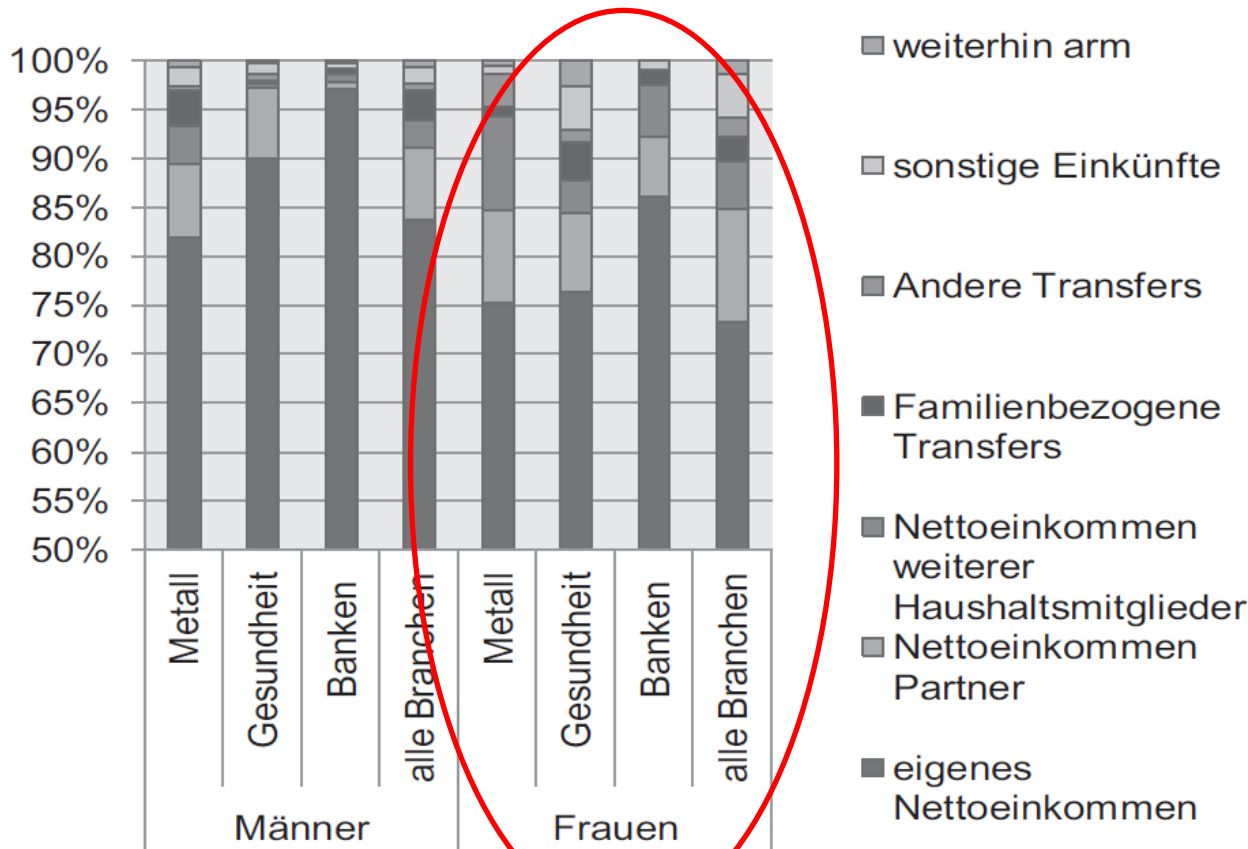 100%
95%
90%
85%
80%
75%
70%
65%
60%
55%
50%
Metall
Gesundheit
Banken
alle Branchen
Metall
Gesundheit
Banken
alle Branchen
Männer
Frauen
weiterhin arm
sonstige Einkünfte
Andere Transfers
Familienbezogene
Transfers
Nettoeinkommen
weiterer
Haushaltsmitglieder
Nettoeinkommen
Partner
eigenes
Nettoeinkommen